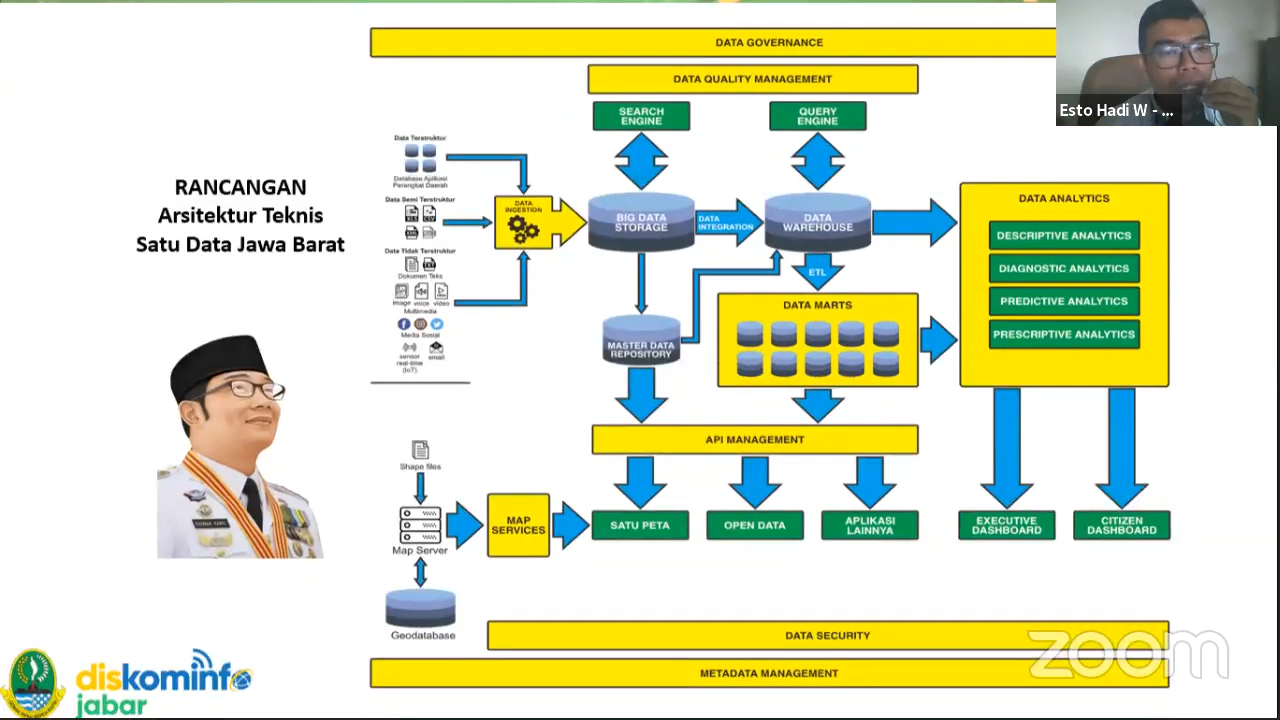 DATA GOVERNANCE
Esto Hadi W - ...
DATA QUALITY MANAGEMENT
SEARCH
ENGINE
QUERY
ENGINE
RANCANGAN
Arsitektur Teknis
Satu Data Jawa Barat
Data Terstruktur
Database Aplikasi
Perangkat Daerah
Data Semi Terstruktur
XLS
CSV
XML
Data Tidak Terstruktur
TXT
Dokumen Teks
image
voice
video
Multimedia
Media Sosial
sensor
real-time
(IoT)
email
DATA
INGESTION
BIG DATA
STORAGE
DATA
INTEGRATION
DATA
WAREHOUSE
ETL
MASTER DATA
REPOSITORY
DATA MARTS
DATA ANALYTICS
DESCRIPTIVE ANALYTICS
DIAGNOSTIC ANALYTICS
PREDICTIVE ANALYTICS
PRESCRIPTIVE ANALYTICS
API MANAGEMENT
Shape files
Map Server
Geodatabase
MAP
SERVICES
SATU PETA
OPEN DATA
APLIKASI
LAINNYA
EXECUTIVE
DASHBOARD
CITIZEN
DASHBOARD
DATA SECURITY
METADATA MANAGEMENT
zoom
diskominfo
jabar